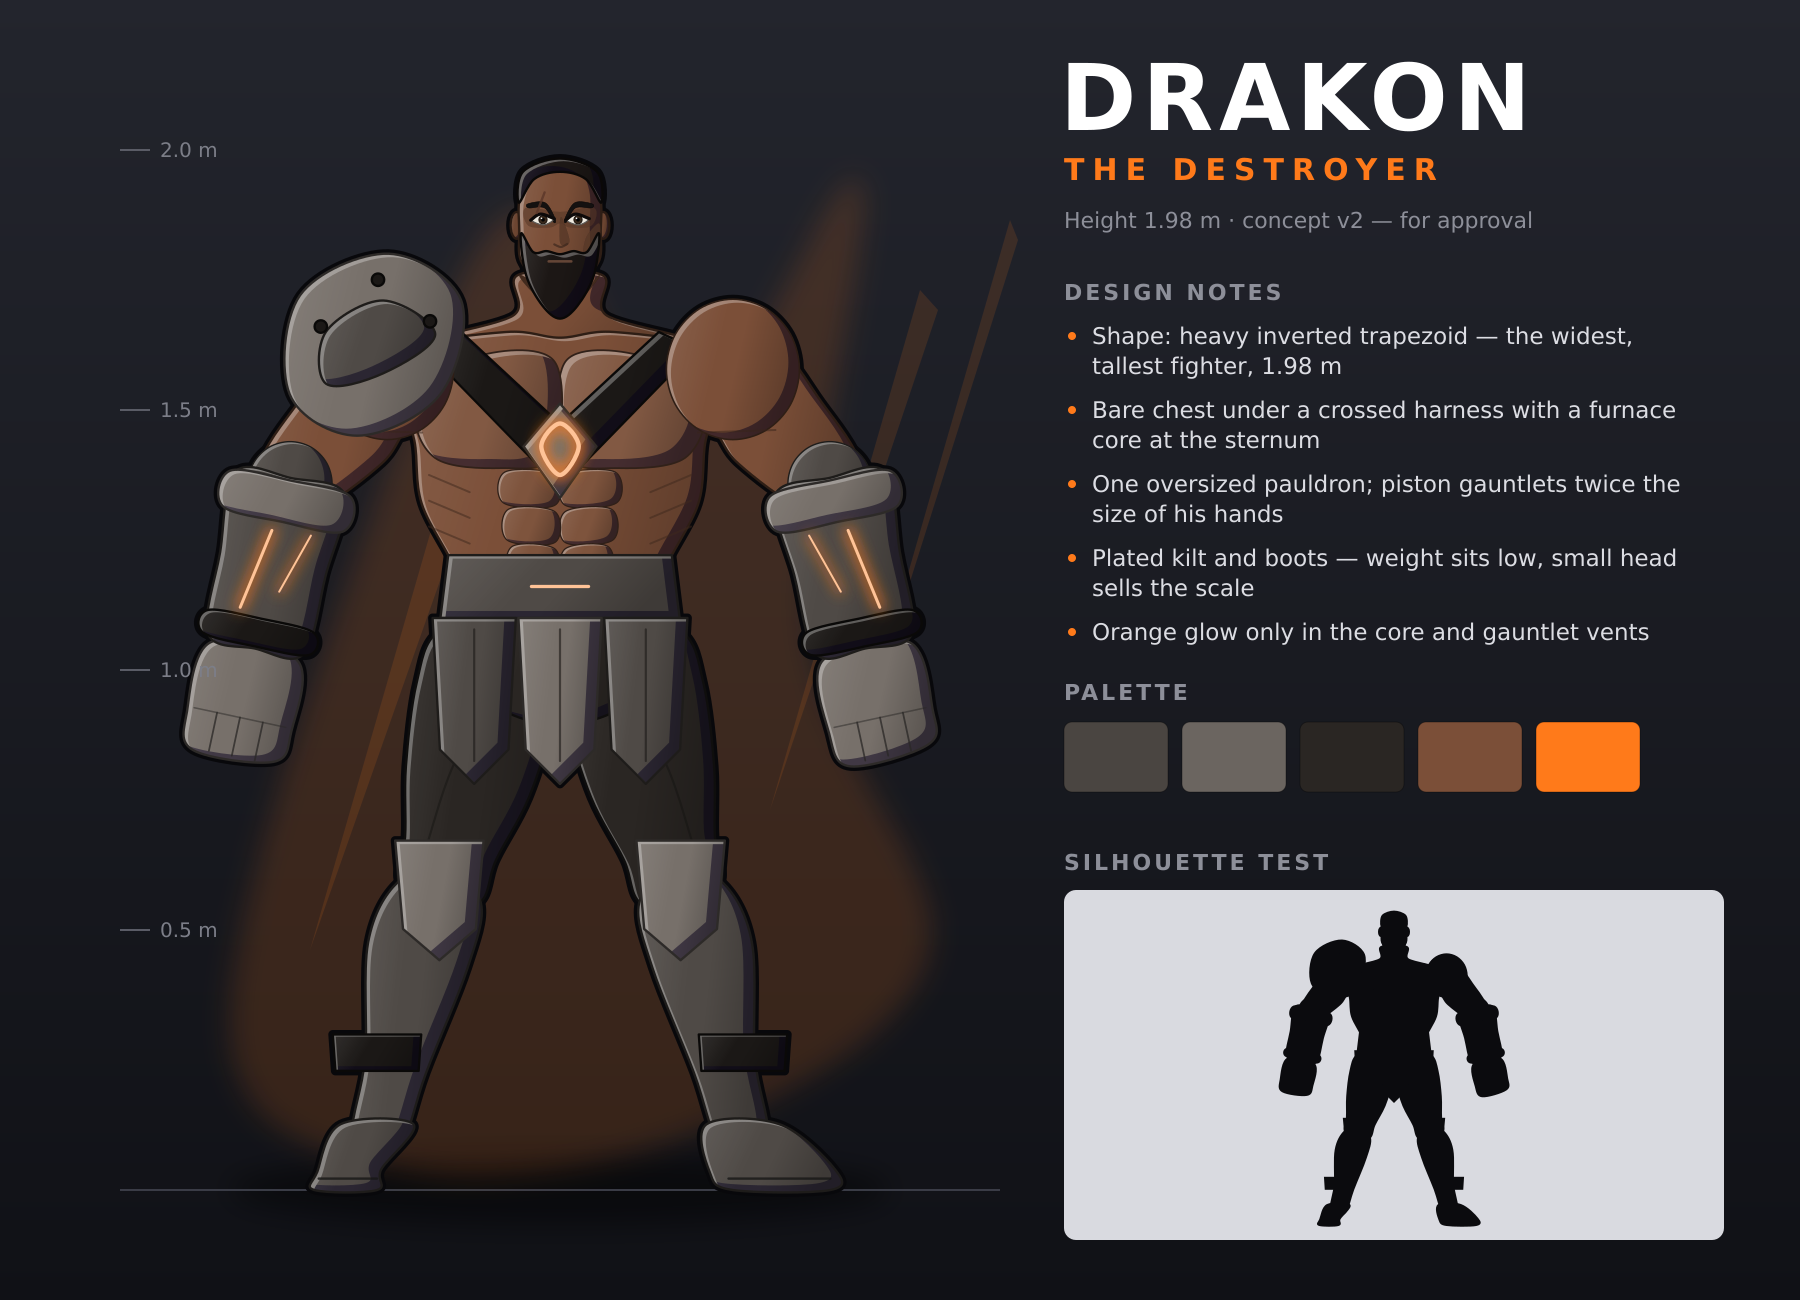 DRAKON
THE DESTROYER
Height 1.98 m · concept v2 — for approval
DESIGN NOTES
• Shape: heavy inverted trapezoid — the widest,
tallest fighter, 1.98 m
• Bare chest under a crossed harness with a furnace
core at the sternum
• One oversized pauldron; piston gauntlets twice the
size of his hands
• Plated kilt and boots — weight sits low, small head
sells the scale
• Orange glow only in the core and gauntlet vents
PALETTE
SILHOUETTE TEST
2.0 m
1.5 m
1.0 m
0.5 m